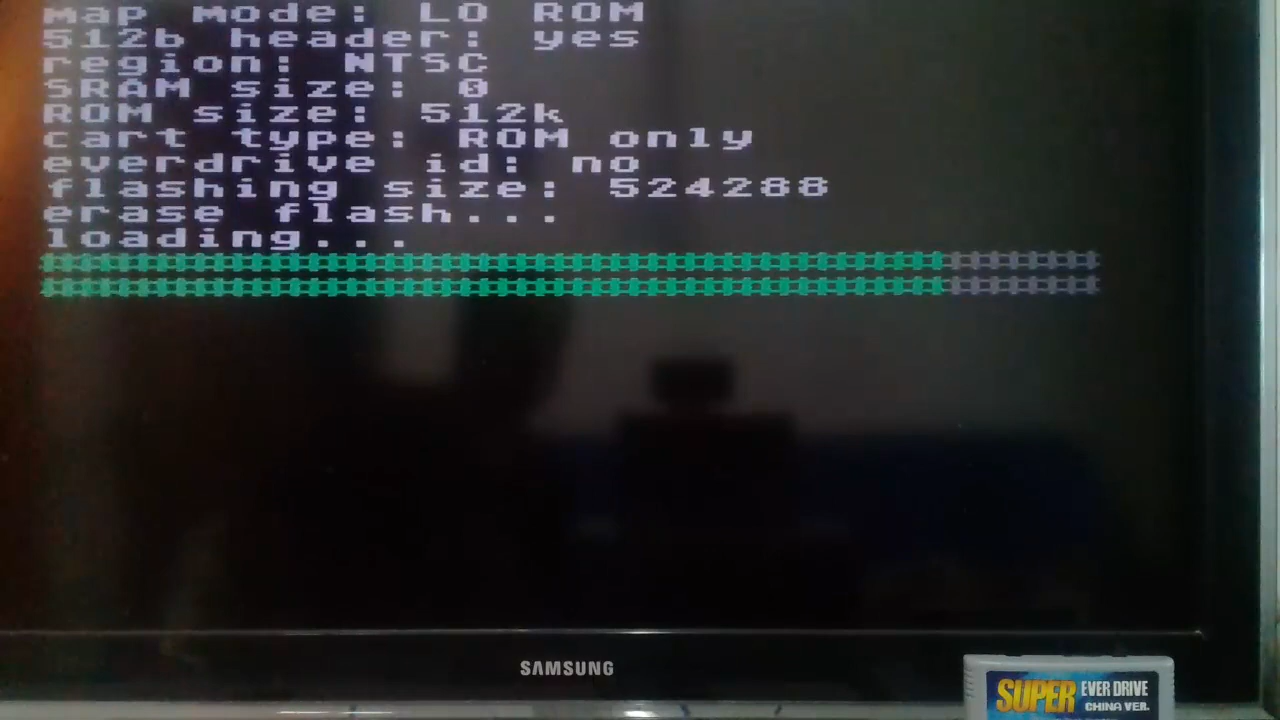 map mode: LO ROM
512b header: yes
region: NTSC
SRAM size: 0
ROM size: 512k
cart type: ROM only
everdrive id: no
flashing size: 524288
erase flash...
loading...
SAMSUNG
SUPER EVER DRIVE
CHINA VER.